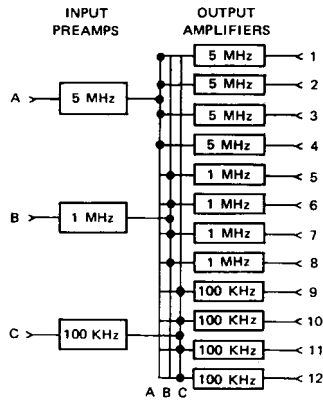 INPUT
PREAMPS
OUTPUT
AMPLIFIERS
5 MHz 1
5 MHz 2
A 5 MHz
5 MHz 3
5 MHz 4
1 MHz 5
1 MHz 6
B 1 MHz
1 MHz 7
1 MHz 8
100 KHz 9
100 KHz 10
C 100 KHz
100 KHz 11
100 KHz 12
A B C